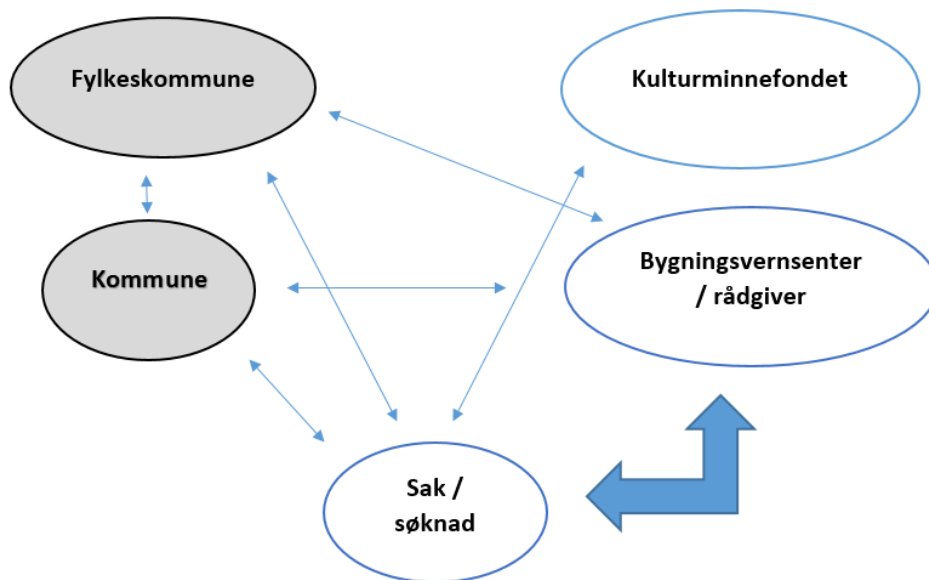 Fylkeskommune
Kulturminnefondet
Kommune
Bygningsvernsenter
/ rådgiver
Sak /
søknad